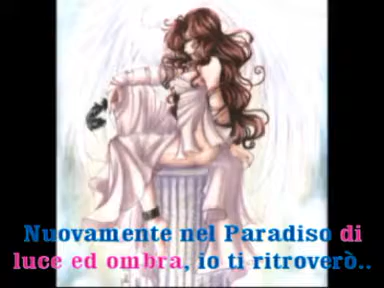 Nuovamente nel Paradiso di
luce ed ombra, io ti ritroverò..